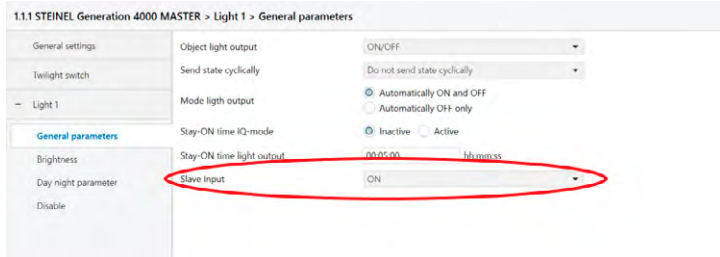 1.1.1 STEINEL Generation 4000 MASTER > Light 1 > General parameters
General settings
Twilight switch
− Light 1
General parameters
Brightness
Day night parameter
Disable
Object light output ON/OFF
Send state cyclically Do not send state cyclically
Mode ligth output Automatically ON and OFF
Automatically OFF only
Stay-ON time IQ-mode Inactive Active
Stay-ON time light output 00:05:00 hh:mm:ss
Slave Input ON